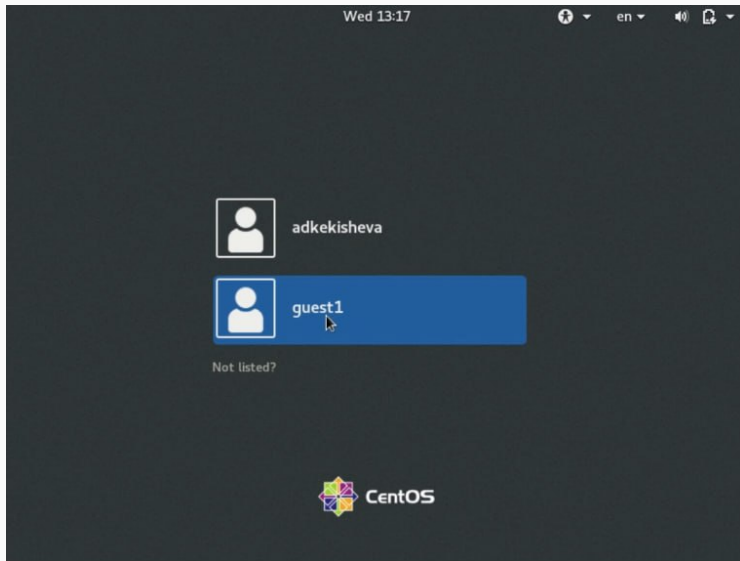 Wed 13:17
en
adkekisheva
guest1
Not listed?
CentOS